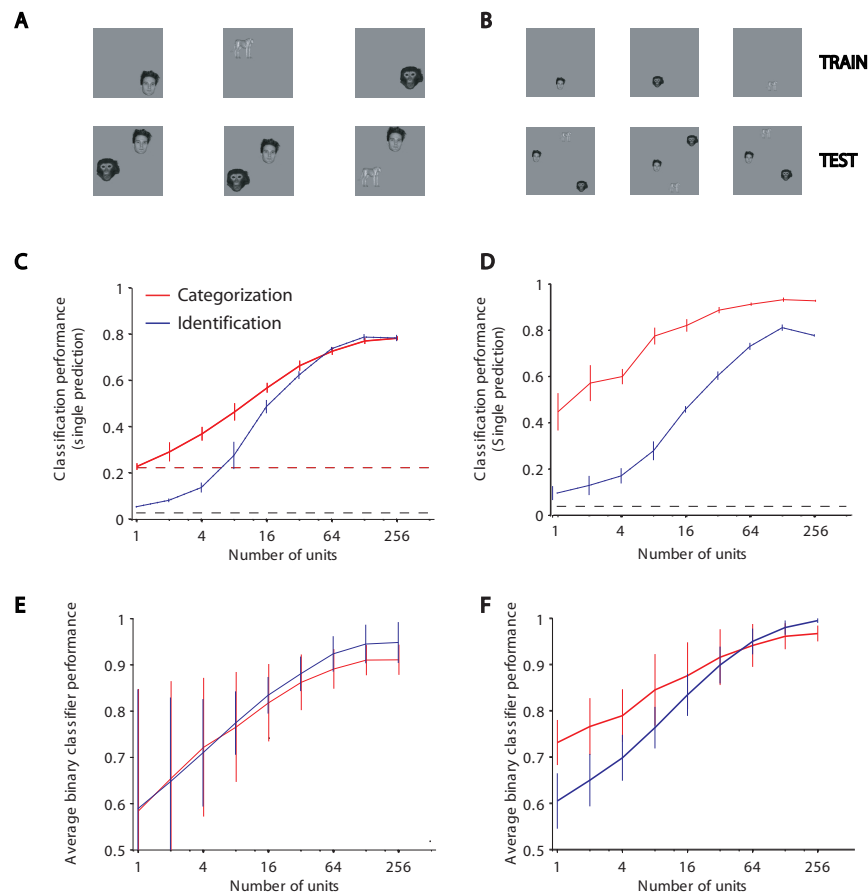 A
B
TRAIN
TEST
C
D
Categorization
Identification
Classification performance
(single prediction)
1
0.8
0.6
0.4
0.2
0
1 4 16 64 256
Number of units
Classification performance
(Single prediction)
1
0.8
0.6
0.4
0.2
0
1 4 16 64 256
Number of units
E
F
Average binary classifier performance
1
0.9
0.8
0.7
0.6
0.5
1 4 16 64 256
Number of units
Average binary classifier performance
1
0.9
0.8
0.7
0.6
0.5
1 4 16 64 256
Number of units